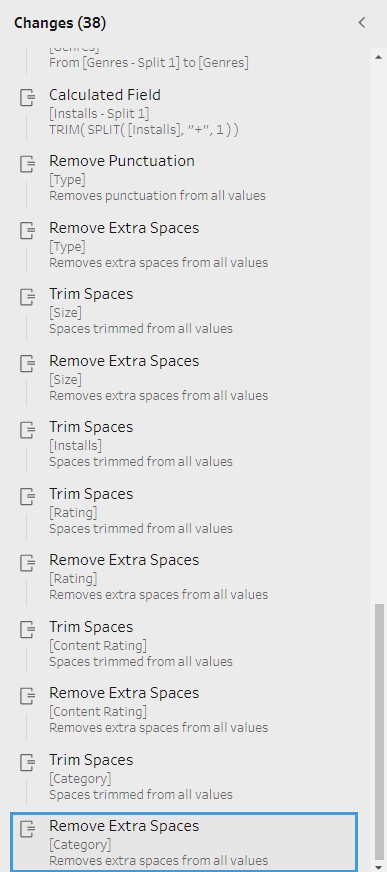 Changes (38)
[Genres]
From [Genres - Split 1] to [Genres]
Calculated Field
[Installs - Split 1]
TRIM( SPLIT( [Installs], "+", 1 ) )
Remove Punctuation
[Type]
Removes punctuation from all values
Remove Extra Spaces
[Type]
Removes extra spaces from all values
Trim Spaces
[Size]
Spaces trimmed from all values
Remove Extra Spaces
[Size]
Removes extra spaces from all values
Trim Spaces
[Installs]
Spaces trimmed from all values
Trim Spaces
[Rating]
Spaces trimmed from all values
Remove Extra Spaces
[Rating]
Removes extra spaces from all values
Trim Spaces
[Content Rating]
Spaces trimmed from all values
Remove Extra Spaces
[Content Rating]
Removes extra spaces from all values
Trim Spaces
[Category]
Spaces trimmed from all values
Remove Extra Spaces
[Category]
Removes extra spaces from all values